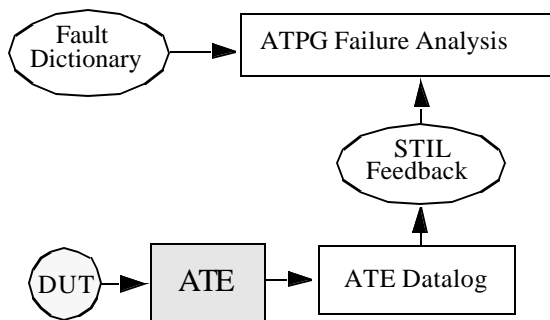 Fault
Dictionary
ATPG Failure Analysis
STIL
Feedback
DUT
ATE
ATE Datalog